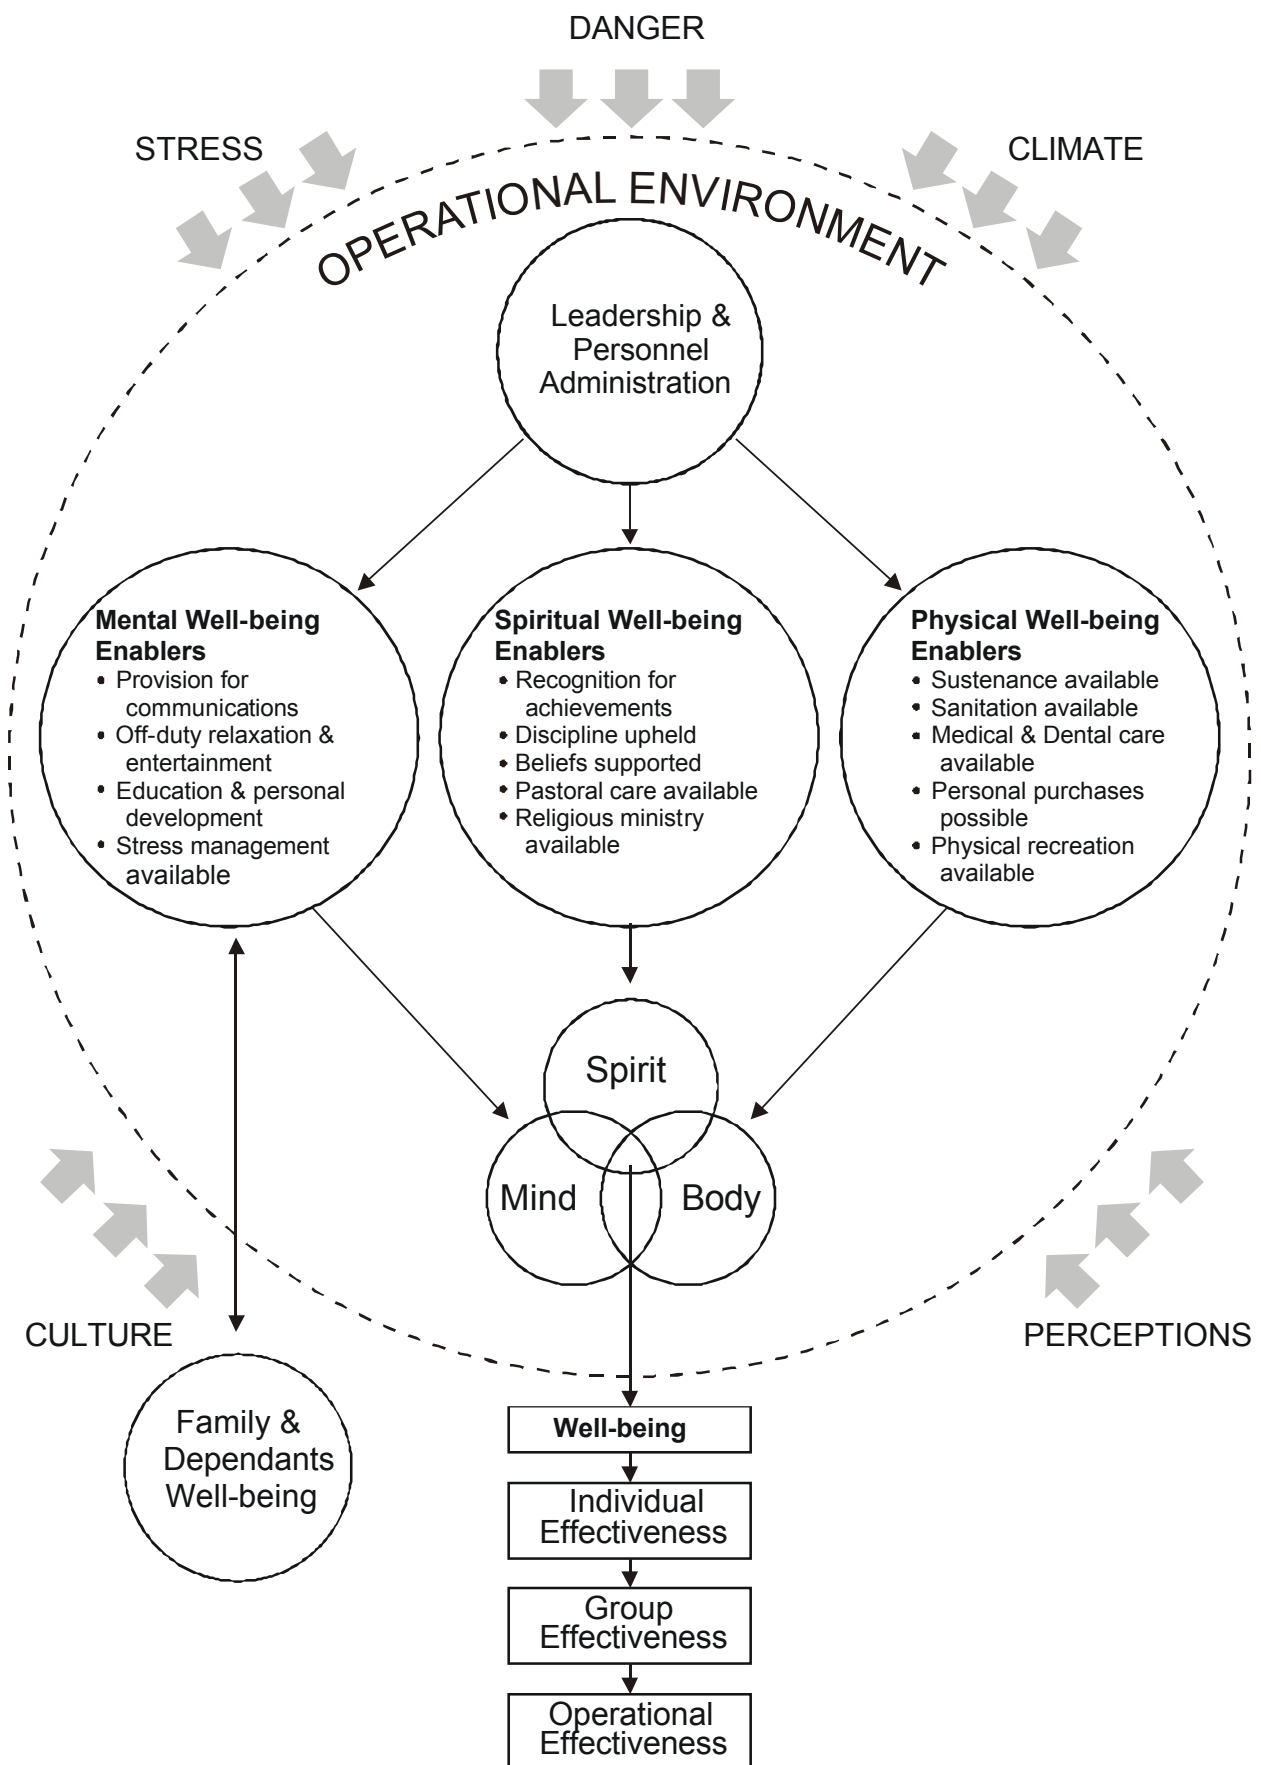 DANGER
STRESS
CLIMATE
OPERATIONAL ENVIRONMENT
Leadership &
Personnel
Administration
Mental Well-being
Enablers
• Provision for
communications
• Off-duty relaxation &
entertainment
• Education & personal
development
• Stress management
available
Spiritual Well-being
Enablers
• Recognition for
achievements
• Discipline upheld
• Beliefs supported
• Pastoral care available
• Religious ministry
available
Physical Well-being
Enablers
• Sustenance available
• Sanitation available
• Medical & Dental care
available
• Personal purchases
possible
• Physical recreation
available
Spirit
Mind
Body
CULTURE
PERCEPTIONS
Family &
Dependants
Well-being
Well-being
Individual
Effectiveness
Group
Effectiveness
Operational
Effectiveness